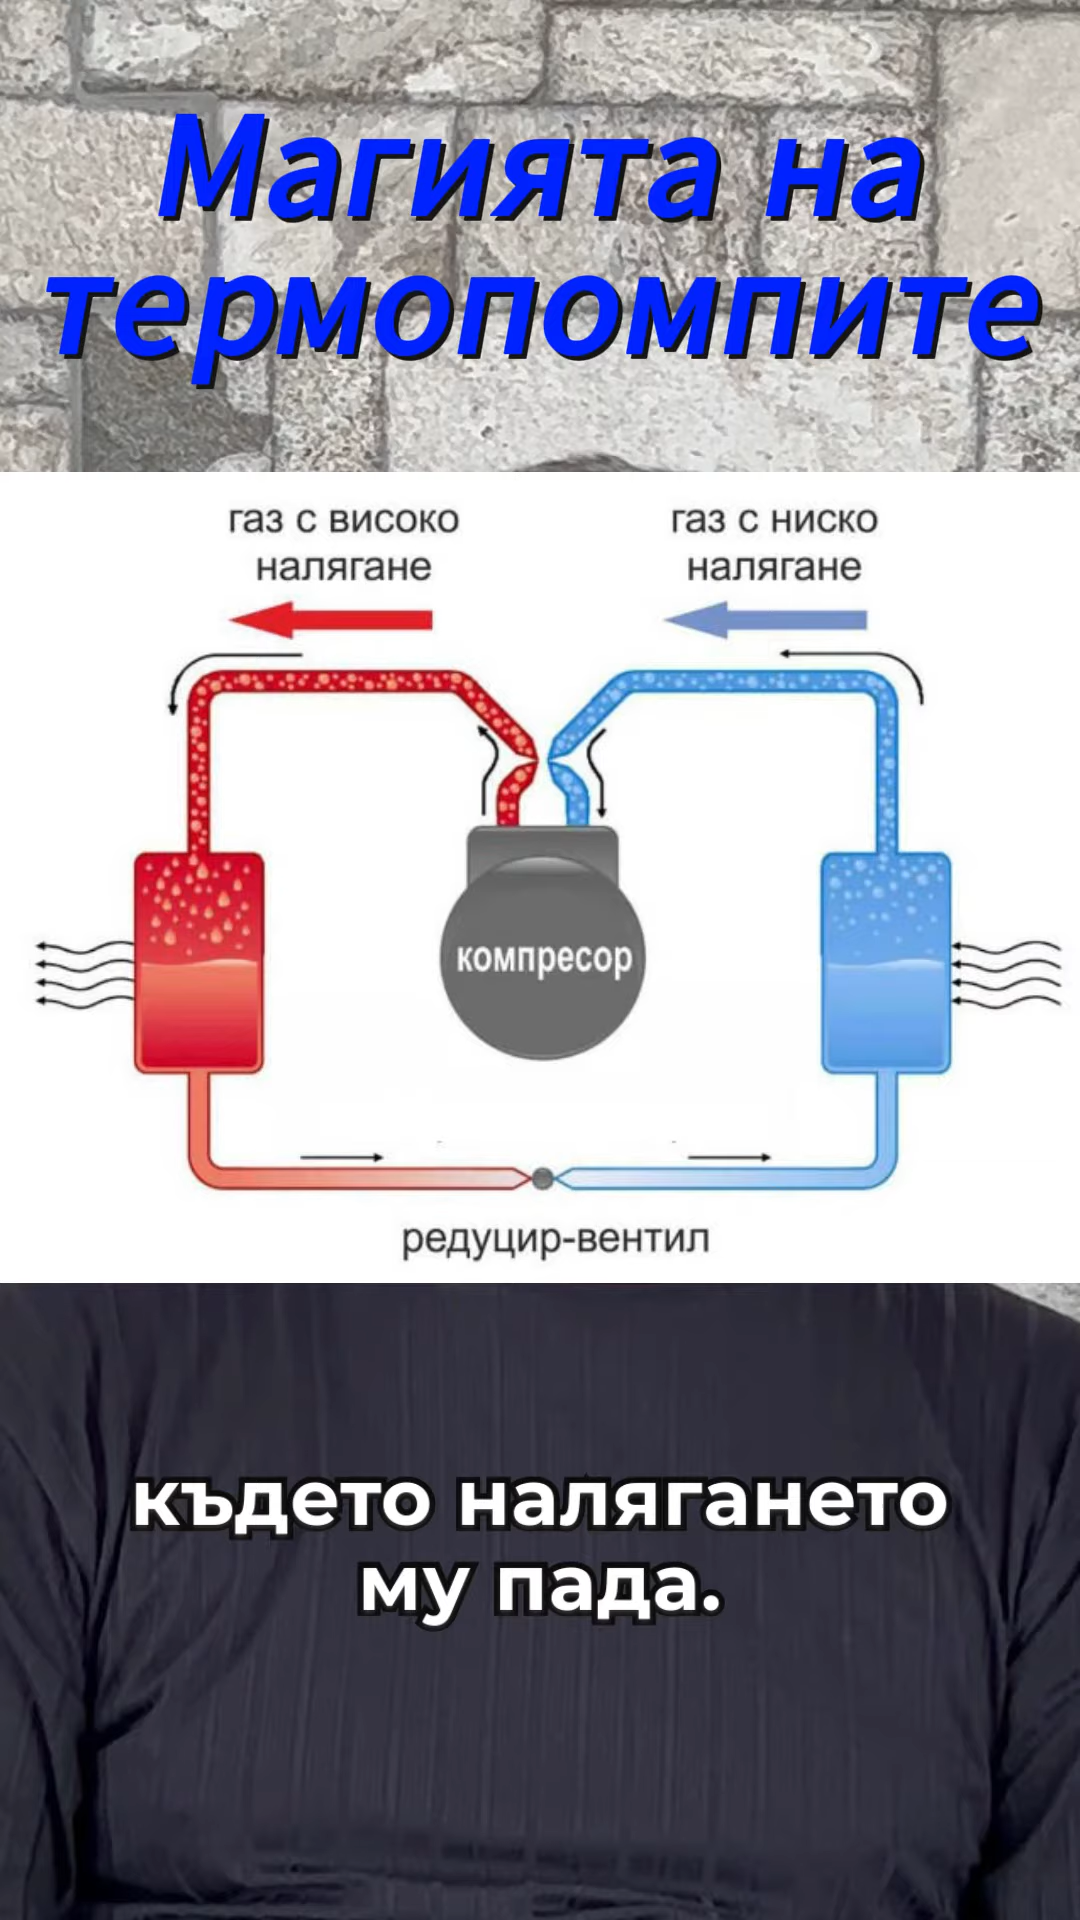 Магията на
термопомпите
газ с високо
налягане
газ с ниско
налягане
компресор
редуцир-вентил
където налягането
му пада.